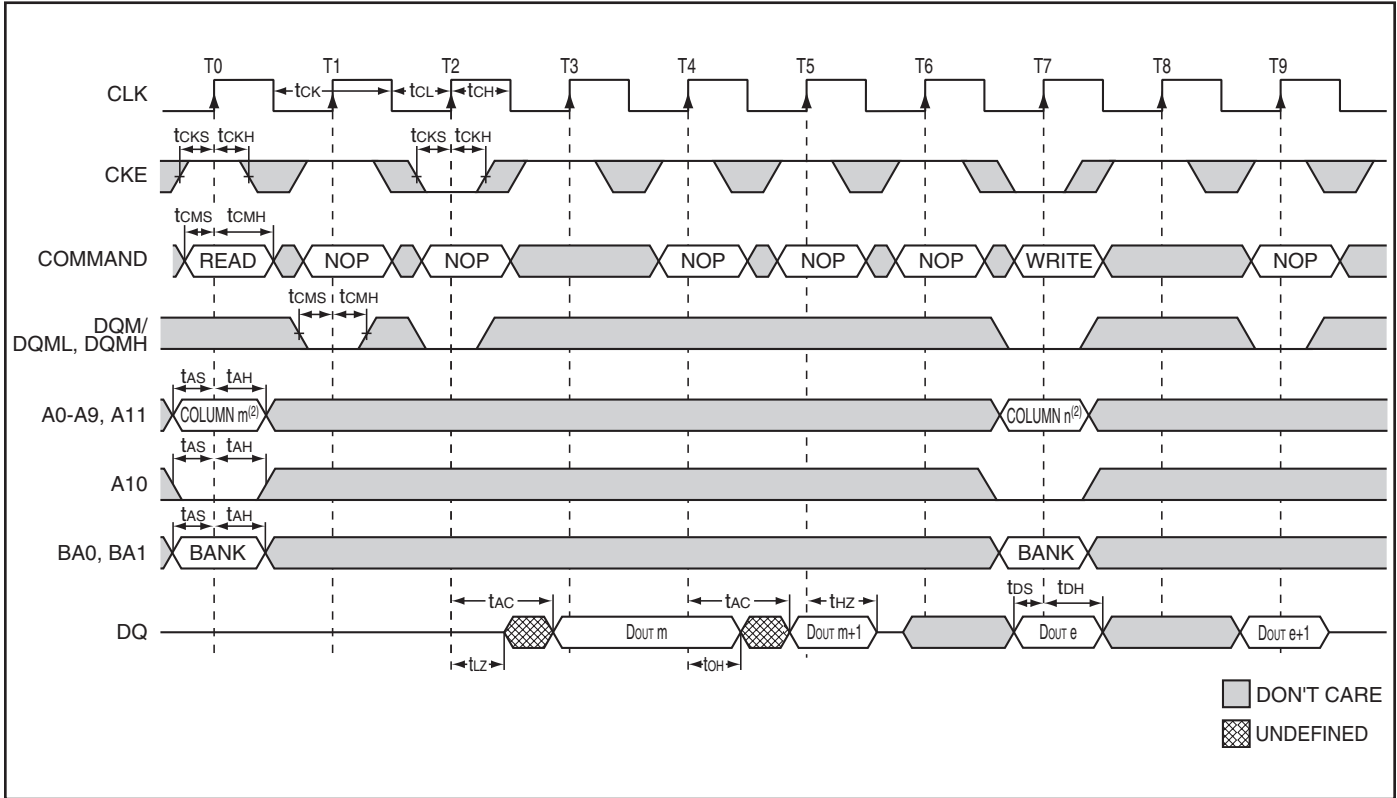 T0 T1 T2 T3 T4 T5 T6 T7 T8 T9
CLK tCK tCL tCH
tCKS tCKH tCKS tCKH
CKE
tCMS tCMH
COMMAND READ NOP NOP NOP NOP NOP WRITE NOP
tCMS tCMH
DQM/
DQML, DQMH
tAS tAH
A0-A9, A11 COLUMN m(2) COLUMN n(2)
tAS tAH
A10
tAS tAH
BA0, BA1 BANK BANK
tAC tAC tHZ tDS tDH
DQ DOUT m DOUT m+1 DOUT e DOUT e+1
tLZ tOH
DON'T CARE
UNDEFINED